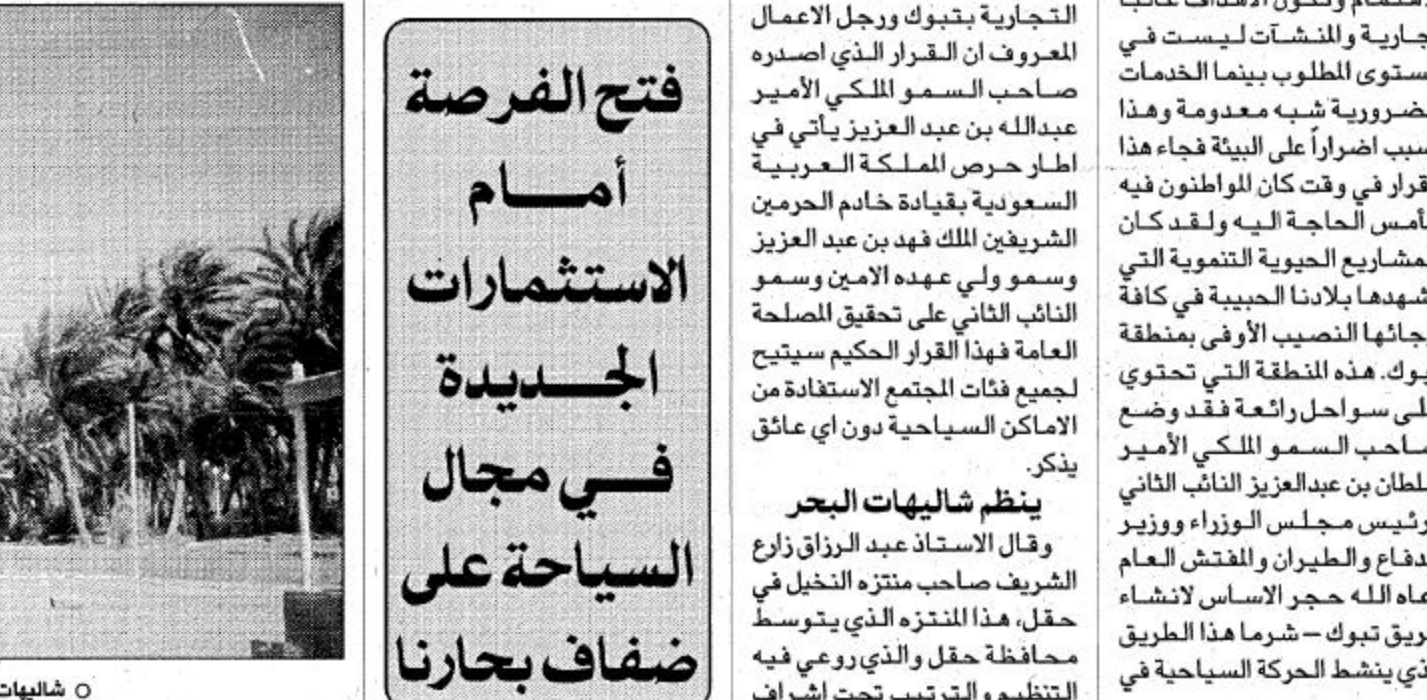 وتكون الاهداف غالبا
جارية والمنشآت ليست في
ستوى المطلوب بينما الخدمات
ضرورية شبه معدومة وهذا
سبب اضراراً على البيئة فجاء هذا
قرار في وقت كان المواطنون فيه
أمس الحاجة اليه ولقد كان
مشاريع الحيوية التنموية التي
شهدها بلادنا الحبيبة في كافة
جائها النصيب الأوفى بمنطقة
بوك. هذه المنطقة التي تحتوي
لى سواحل رائعة فقد وضع
صاحب السمو الملكي الأمير
سلطان بن عبدالعزيز النائب الثاني
رئيس مجلس الوزراء ووزير
دفاع والطيران والمفتش العام
عاه الله حجر الاساس لانشاء
ريق تبوك – شرما هذا الطريق
ذي ينشط الحركة السياحية في
التجارية بتبوك ورجل الاعمال
المعروف ان القرار الذي اصدره
صاحب السمو الملكي الأمير
عبدالله بن عبد العزيز يأتي في
اطار حرص المملكة العربية
السعودية بقيادة خادم الحرمين
الشريفين الملك فهد بن عبد العزيز
وسمو ولي عهده الامين وسمو
النائب الثاني على تحقيق المصلحة
العامة فهذا القرار الحكيم سيتيح
لجميع فئات المجتمع الاستفادة من
الاماكن السياحية دون اي عائق
يذكر.
ينظم شاليهات البحر
وقال الاستاذ عبد الرزاق زارع
الشريف صاحب منتزه النخيل في
حقل، هذا المنتزه الذي يتوسط
محافظة حقل والذي روعي فيه
التنظيم والترتيب تحت اشراف
فتح الفرصة
أمام
الاستثمارات
الجديدة
في مجال
السياحة على
ضفاف بحارنا
○ شاليهات